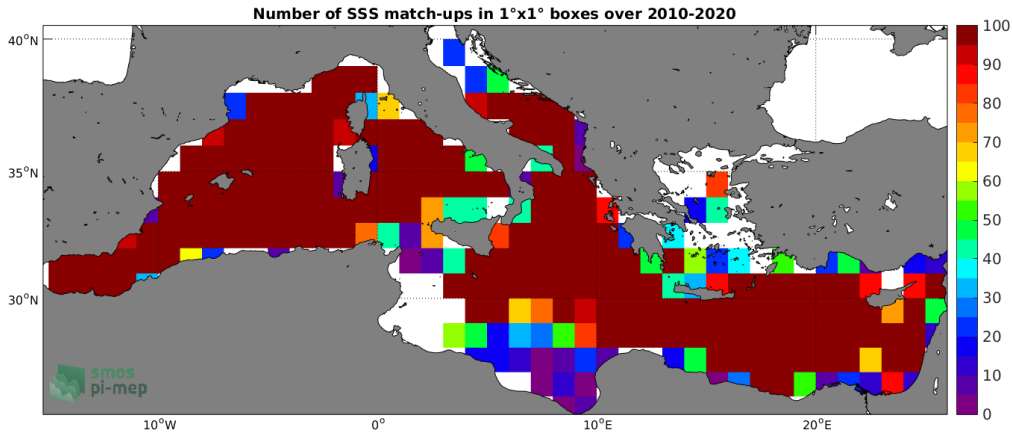 Number of SSS match-ups in 1°x1° boxes over 2010-2020
40°N
35°N
30°N
10°W
0°
10°E
20°E
100
90
80
70
60
50
40
30
20
10
0
smos
pi-mep